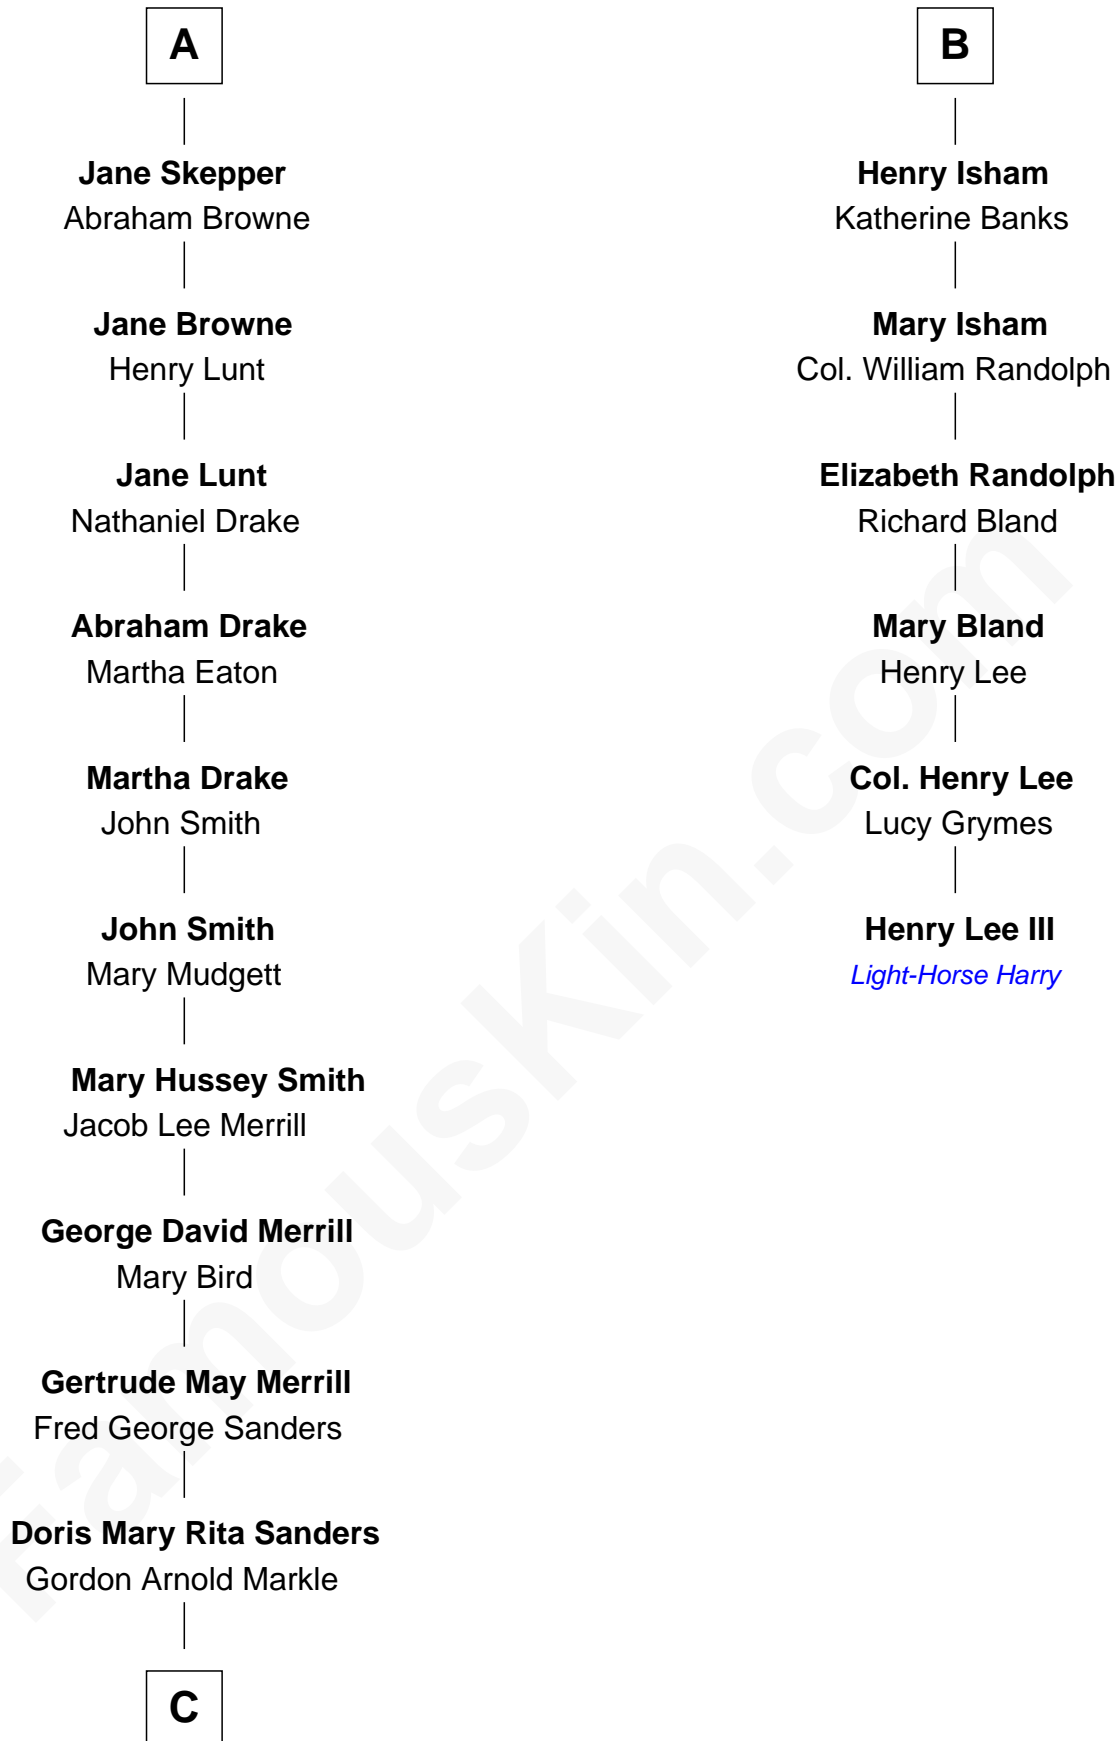 A
Jane Skepper
Abraham Browne
Jane Browne
Henry Lunt
Jane Lunt
Nathaniel Drake
Abraham Drake
Martha Eaton
Martha Drake
John Smith
John Smith
Mary Mudgett
Mary Hussey Smith
Jacob Lee Merrill
George David Merrill
Mary Bird
Gertrude May Merrill
Fred George Sanders
Doris Mary Rita Sanders
Gordon Arnold Markle
C
B
Henry Isham
Katherine Banks
Mary Isham
Col. William Randolph
Elizabeth Randolph
Richard Bland
Mary Bland
Henry Lee
Col. Henry Lee
Lucy Grymes
Henry Lee III
Light-Horse Harry
FamousKin.com